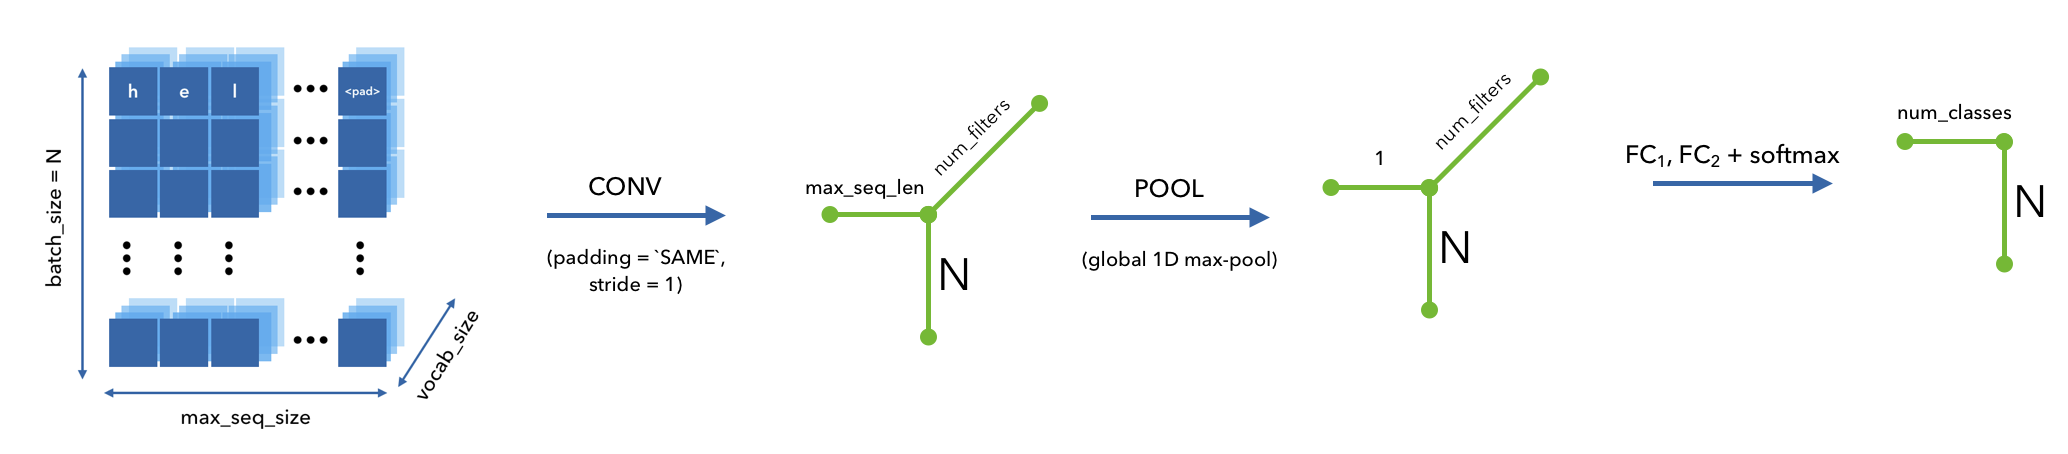 h e l <pad>
batch_size = N
max_seq_size
vocab_size
CONV
(padding = `SAME`,
stride = 1)
max_seq_len
num_filters
N
POOL
(global 1D max-pool)
1
num_filters
N
FC₁, FC₂ + softmax
num_classes
N